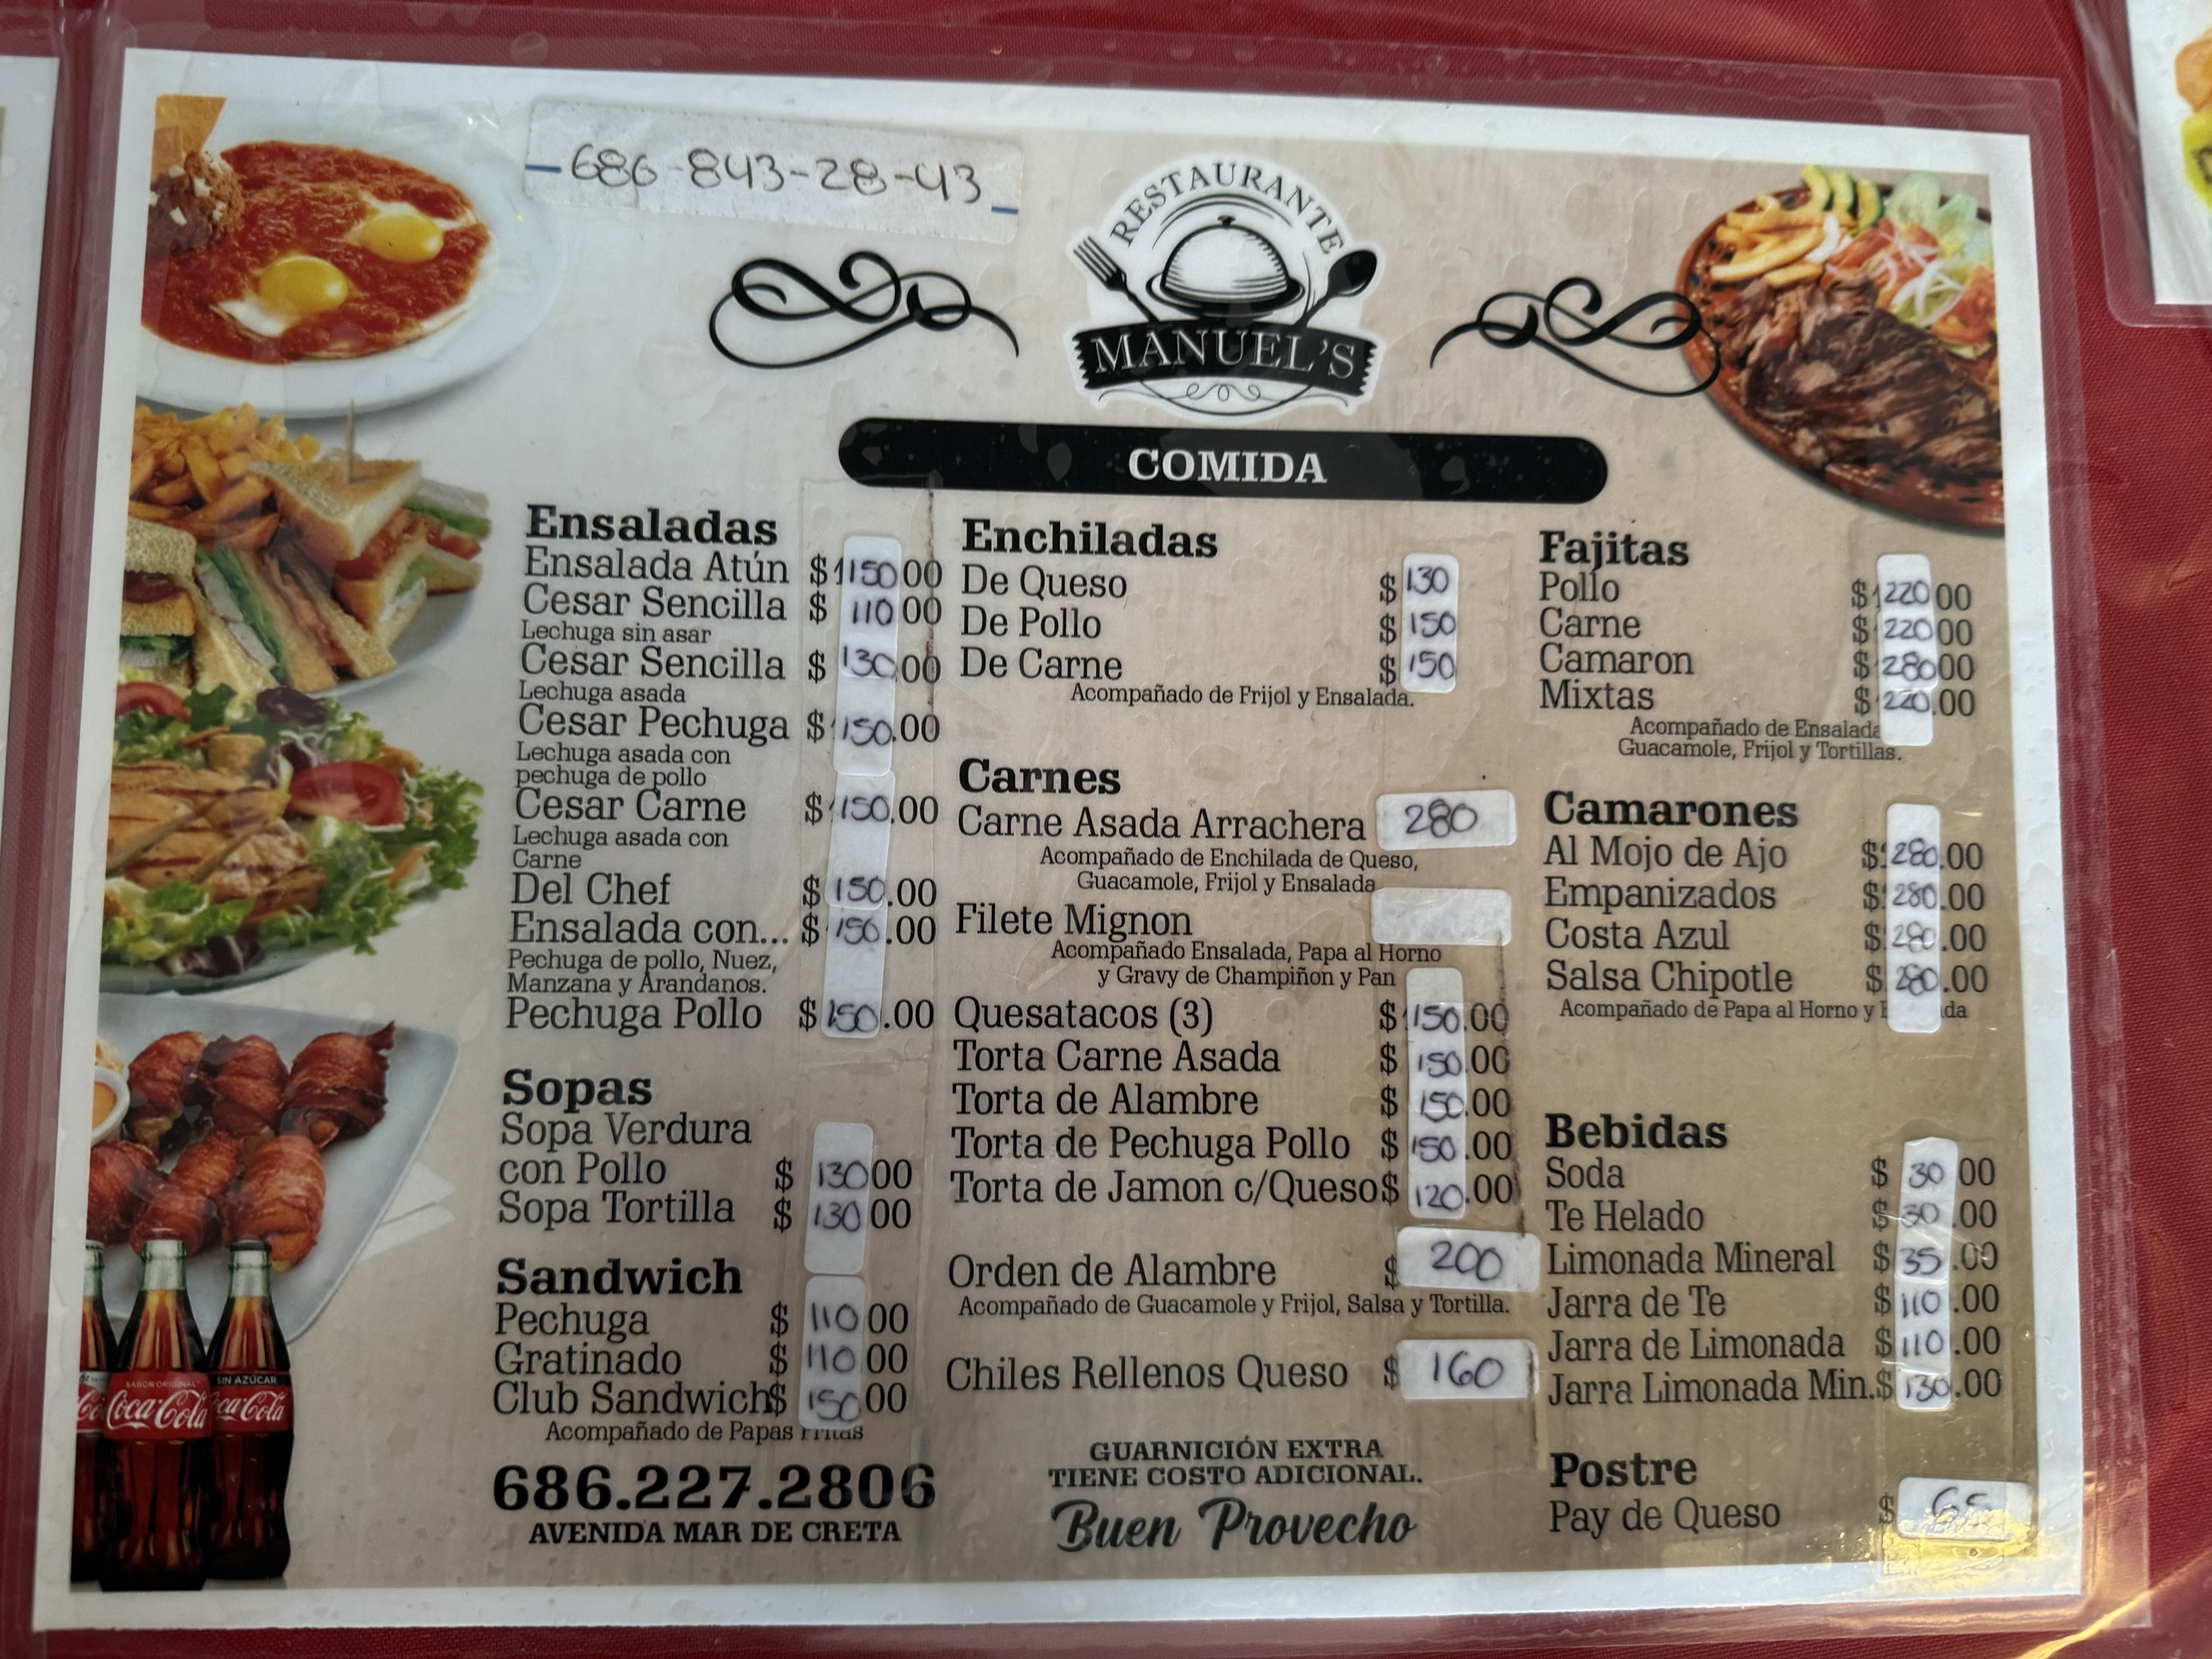 686-843-28-43
RESTAURANTE
MANUEL'S
COMIDA
Ensaladas
Ensalada Atún $ 150 00
Cesar Sencilla $ 110 00
Lechuga sin asar
Cesar Sencilla $ 130.00
Lechuga asada
Cesar Pechuga $ 150.00
Lechuga asada con
pechuga de pollo
Cesar Carne $ 150.00
Lechuga asada con
Carne
Del Chef $ 150.00
Ensalada con... $ 150.00
Pechuga de pollo, Nuez,
Manzana y Arandanos.
Pechuga Pollo $ 150.00
Sopas
Sopa Verdura
con Pollo $ 130 00
Sopa Tortilla $ 130 00
Sandwich
Pechuga $ 110 00
Gratinado $ 110 00
Club Sandwich $ 150 00
Acompañado de Papas Fritas
686.227.2806
AVENIDA MAR DE CRETA
Enchiladas
De Queso $ 130
De Pollo $ 150
De Carne $ 150
Acompañado de Frijol y Ensalada.
Carnes
Carne Asada Arrachera 280
Acompañado de Enchilada de Queso,
Guacamole, Frijol y Ensalada
Filete Mignon
Acompañado Ensalada, Papa al Horno
y Gravy de Champiñon y Pan
Quesatacos (3) $ 150.00
Torta Carne Asada $ 150.00
Torta de Alambre $ 150.00
Torta de Pechuga Pollo $ 150.00
Torta de Jamon c/Queso $ 120.00
Orden de Alambre $ 200
Acompañado de Guacamole y Frijol, Salsa y Tortilla.
Chiles Rellenos Queso $ 160
GUARNICIÓN EXTRA
TIENE COSTO ADICIONAL.
Buen Provecho
Fajitas
Pollo $ 220 00
Carne $ 220 00
Camaron $ 280 00
Mixtas $ 220.00
Acompañado de Ensalada
Guacamole, Frijol y Tortillas.
Camarones
Al Mojo de Ajo $ 280.00
Empanizados $ 280.00
Costa Azul $ 280.00
Salsa Chipotle $ 280.00
Acompañado de Papa al Horno y
Bebidas
Soda $ 30 00
Te Helado $ 30.00
Limonada Mineral $ 35.00
Jarra de Te $ 110.00
Jarra de Limonada $ 110.00
Jarra Limonada Min. $ 130.00
Postre
Pay de Queso $ 65
SABOR ORIGINAL
Coca-Cola
SIN AZÚCAR
Coca-Cola